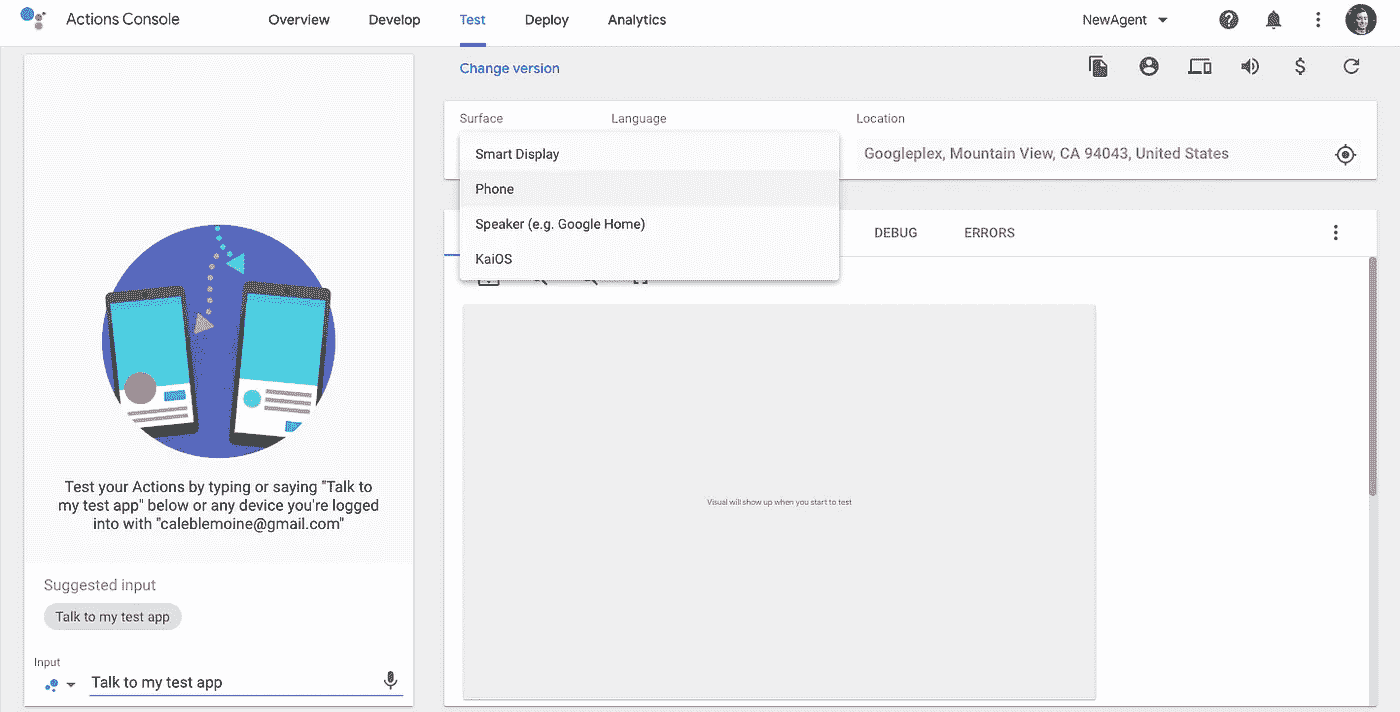 Actions Console
Overview
Develop
Test
Deploy
Analytics
NewAgent
Change version
Surface
Language
Location
Smart Display
Phone
Speaker (e.g. Google Home)
KaiOS
Googleplex, Mountain View, CA 94043, United States
DEBUG
ERRORS
Visual will show up when you start to test
Test your Actions by typing or saying "Talk to
my test app" below or any device you're logged
into with "caleblemoine@gmail.com"
Suggested input
Talk to my test app
Input
Talk to my test app